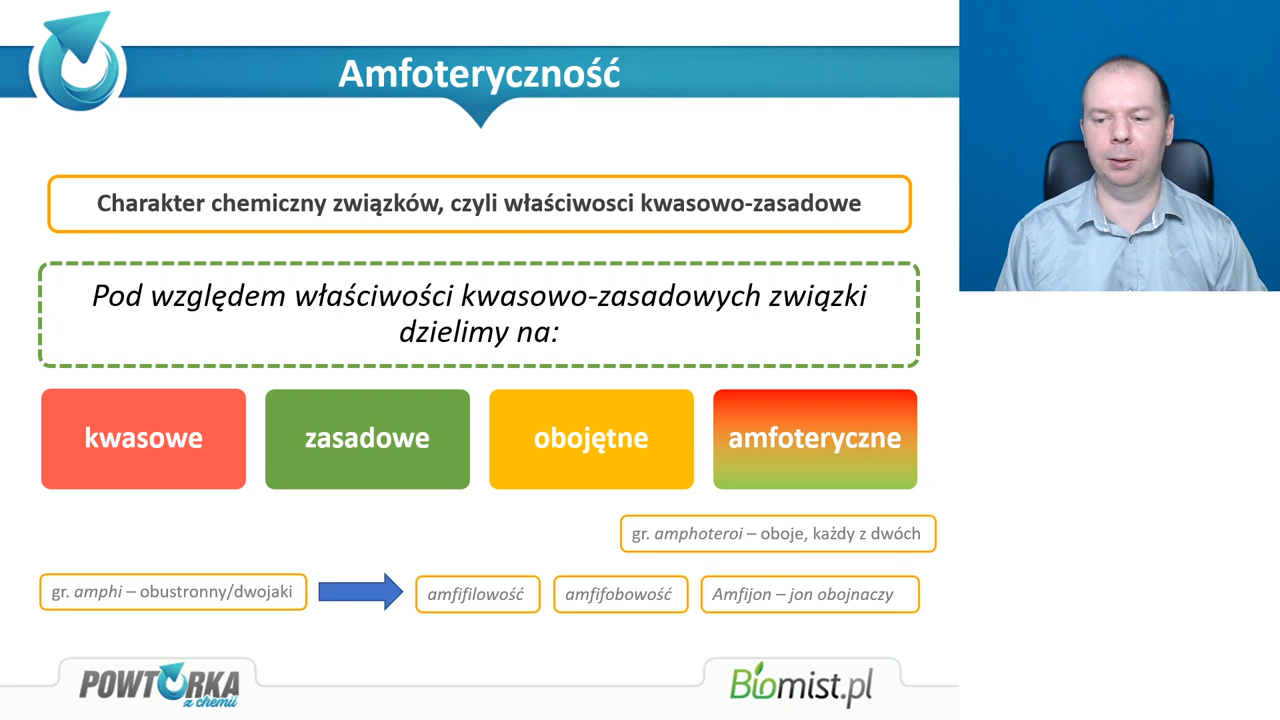 Amfoteryczność
Charakter chemiczny związków, czyli właściwosci kwasowo-zasadowe
Pod względem właściwości kwasowo-zasadowych związki
dzielimy na:
kwasowe
zasadowe
obojętne
amfoteryczne
gr. amphoteroi – oboje, każdy z dwóch
gr. amphi – obustronny/dwojaki
amfifilowość
amfifobowość
Amfijon – jon obojnaczy
POWTÓRKA
z chemii
Biomist.pl